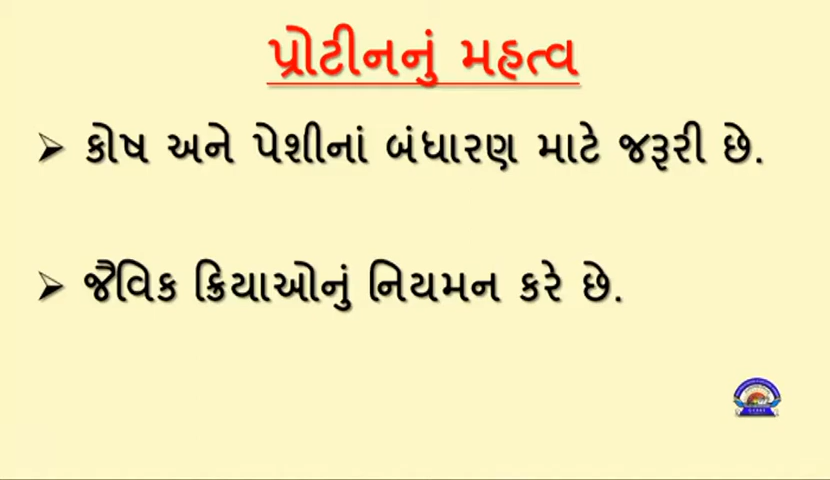 પ્રોટીનનું મહત્વ
➢ કોષ અને પેશીનાં બંધારણ માટે જરૂરી છે.
➢ જૈવિક ક્રિયાઓનું નિયમન કરે છે.